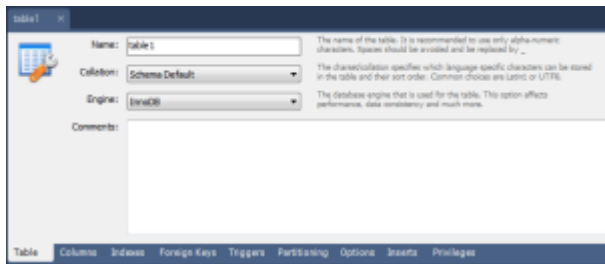 table1 ×
Name: table1
The name of the table. It is recommended to use only alpha-numeric
characters. Spaces should be avoided and be replaced by _
Collation: Schema Default
The charset/collation specifies which language specific characters can be stored
in the table and their sort order. Common choices are Latin1 or UTF8.
Engine: InnoDB
The database engine that is used for the table. This option affects
performance, data consistency and much more.
Comments:
Table Columns Indexes Foreign Keys Triggers Partitioning Options Inserts Privileges